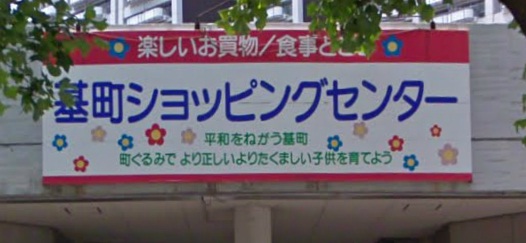 楽しいお買物/食事ところ
基町ショッピングセンター
平和をねがう基町
町ぐるみで より正しいよりたくましい子供を育てよう